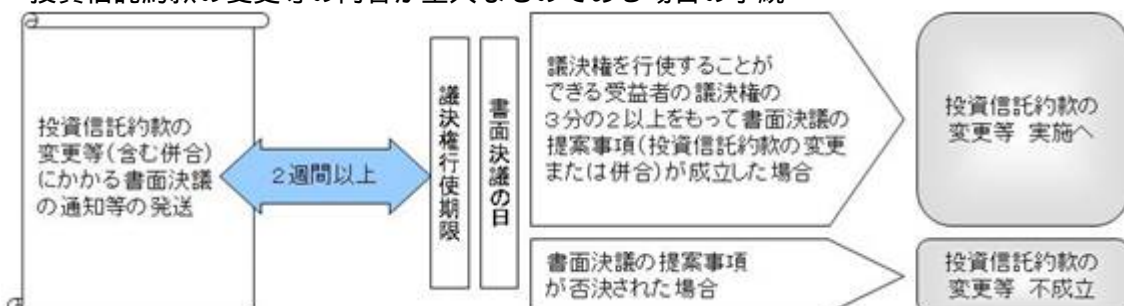 投資信託約款の変更等の内容が重大なものである場合の手続
投資信託約款の
変更等(含む併合)
にかかる書面決議
の通知等の発送
2週間以上
議決権行使期限
書面決議の日
議決権を行使することが
できる受益者の議決権の
3分の2以上をもって書面決議の
提案事項(投資信託約款の変更
または併合)が成立した場合
投資信託約款の
変更等 実施へ
書面決議の提案事項
が否決された場合
投資信託約款の
変更等 不成立